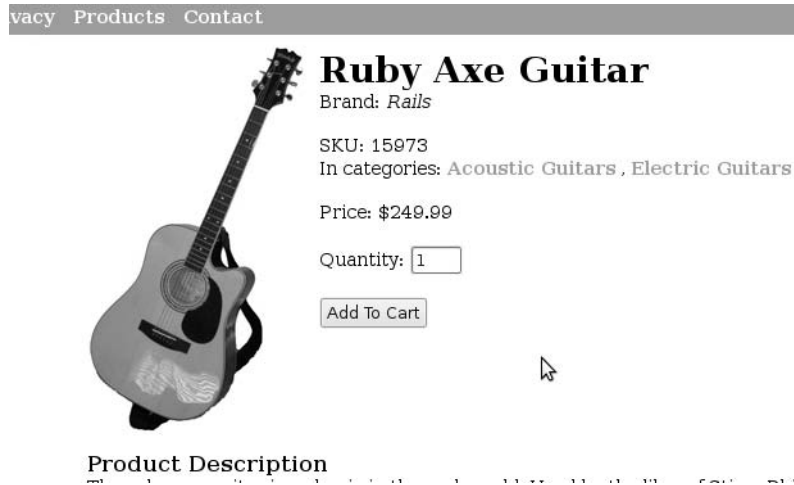 Products Contact
Ruby Axe Guitar
Brand: Rails
SKU: 15973
In categories: Acoustic Guitars , Electric Guitars
Price: $249.99
Quantity: 1
Add To Cart
Product Description